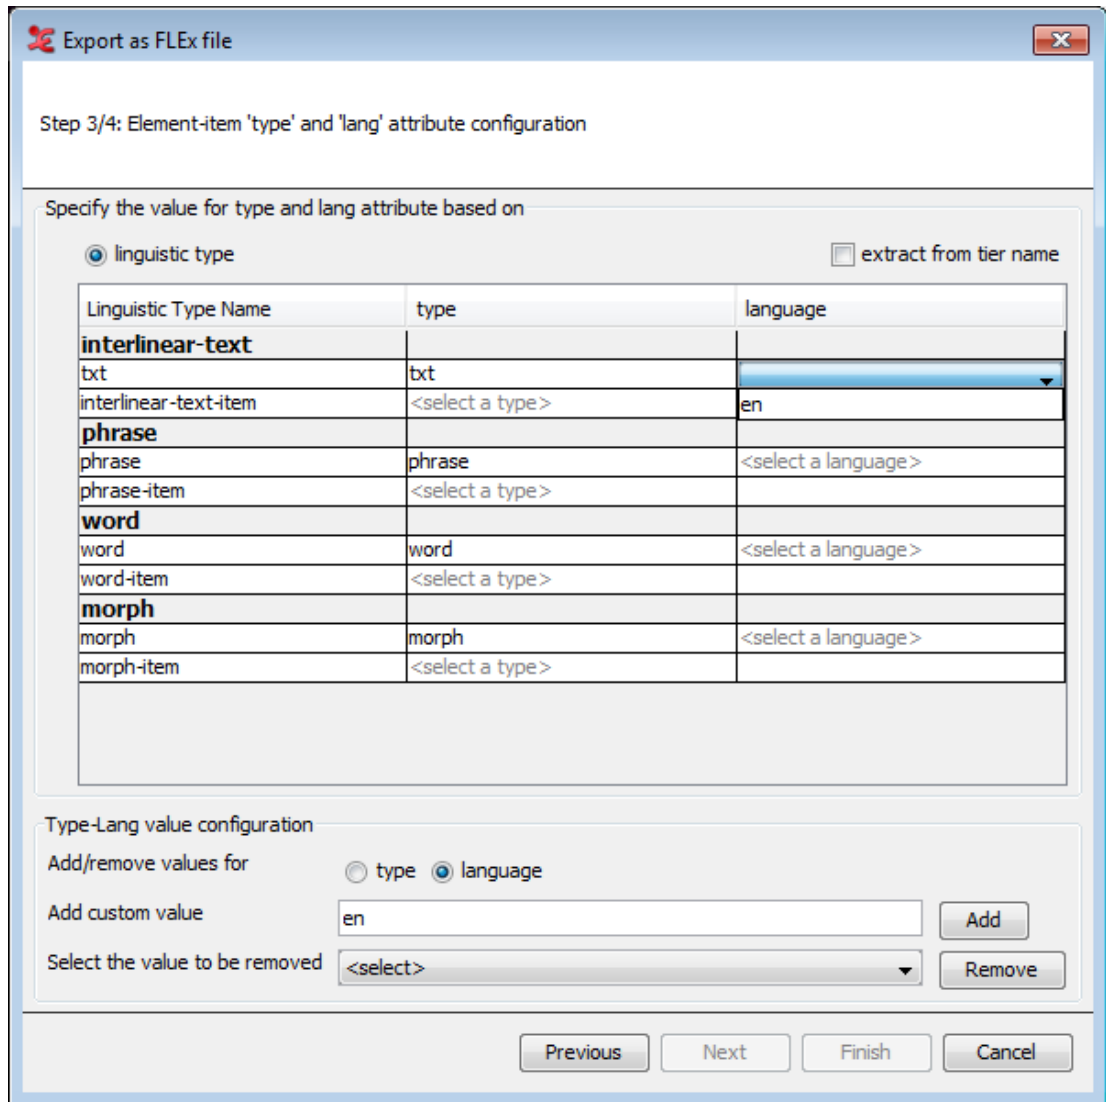 Export as FLEx file
Step 3/4: Element-item 'type' and 'lang' attribute configuration
Specify the value for type and lang attribute based on
linguistic type extract from tier name
Linguistic Type Name type language
interlinear-text
txt txt
interlinear-text-item <select a type> en
phrase
phrase phrase <select a language>
phrase-item <select a type>
word
word word <select a language>
word-item <select a type>
morph
morph morph <select a language>
morph-item <select a type>
Type-Lang value configuration
Add/remove values for type language
Add custom value en Add
Select the value to be removed <select> Remove
Previous Next Finish Cancel